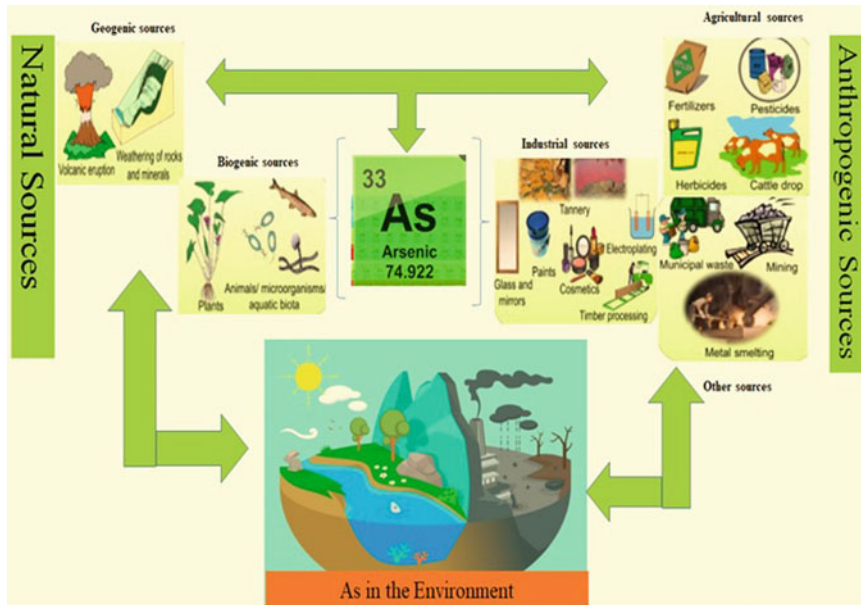 Natural Sources
Geogenic sources
Volcanic eruption
Weathering of rocks
and minerals
Biogenic sources
Plants
Animals/ microorganisms/
aquatic biota
33
As
Arsenic
74.922
Industrial sources
Tannery
Glass and
mirrors
Paints
Cosmetics
Electroplating
Timber processing
Agricultural sources
Fertilizers
Pesticides
Herbicides
Cattle drop
Municipal waste
Mining
Metal smelting
Other sources
Anthropogenic Sources
As in the Environment